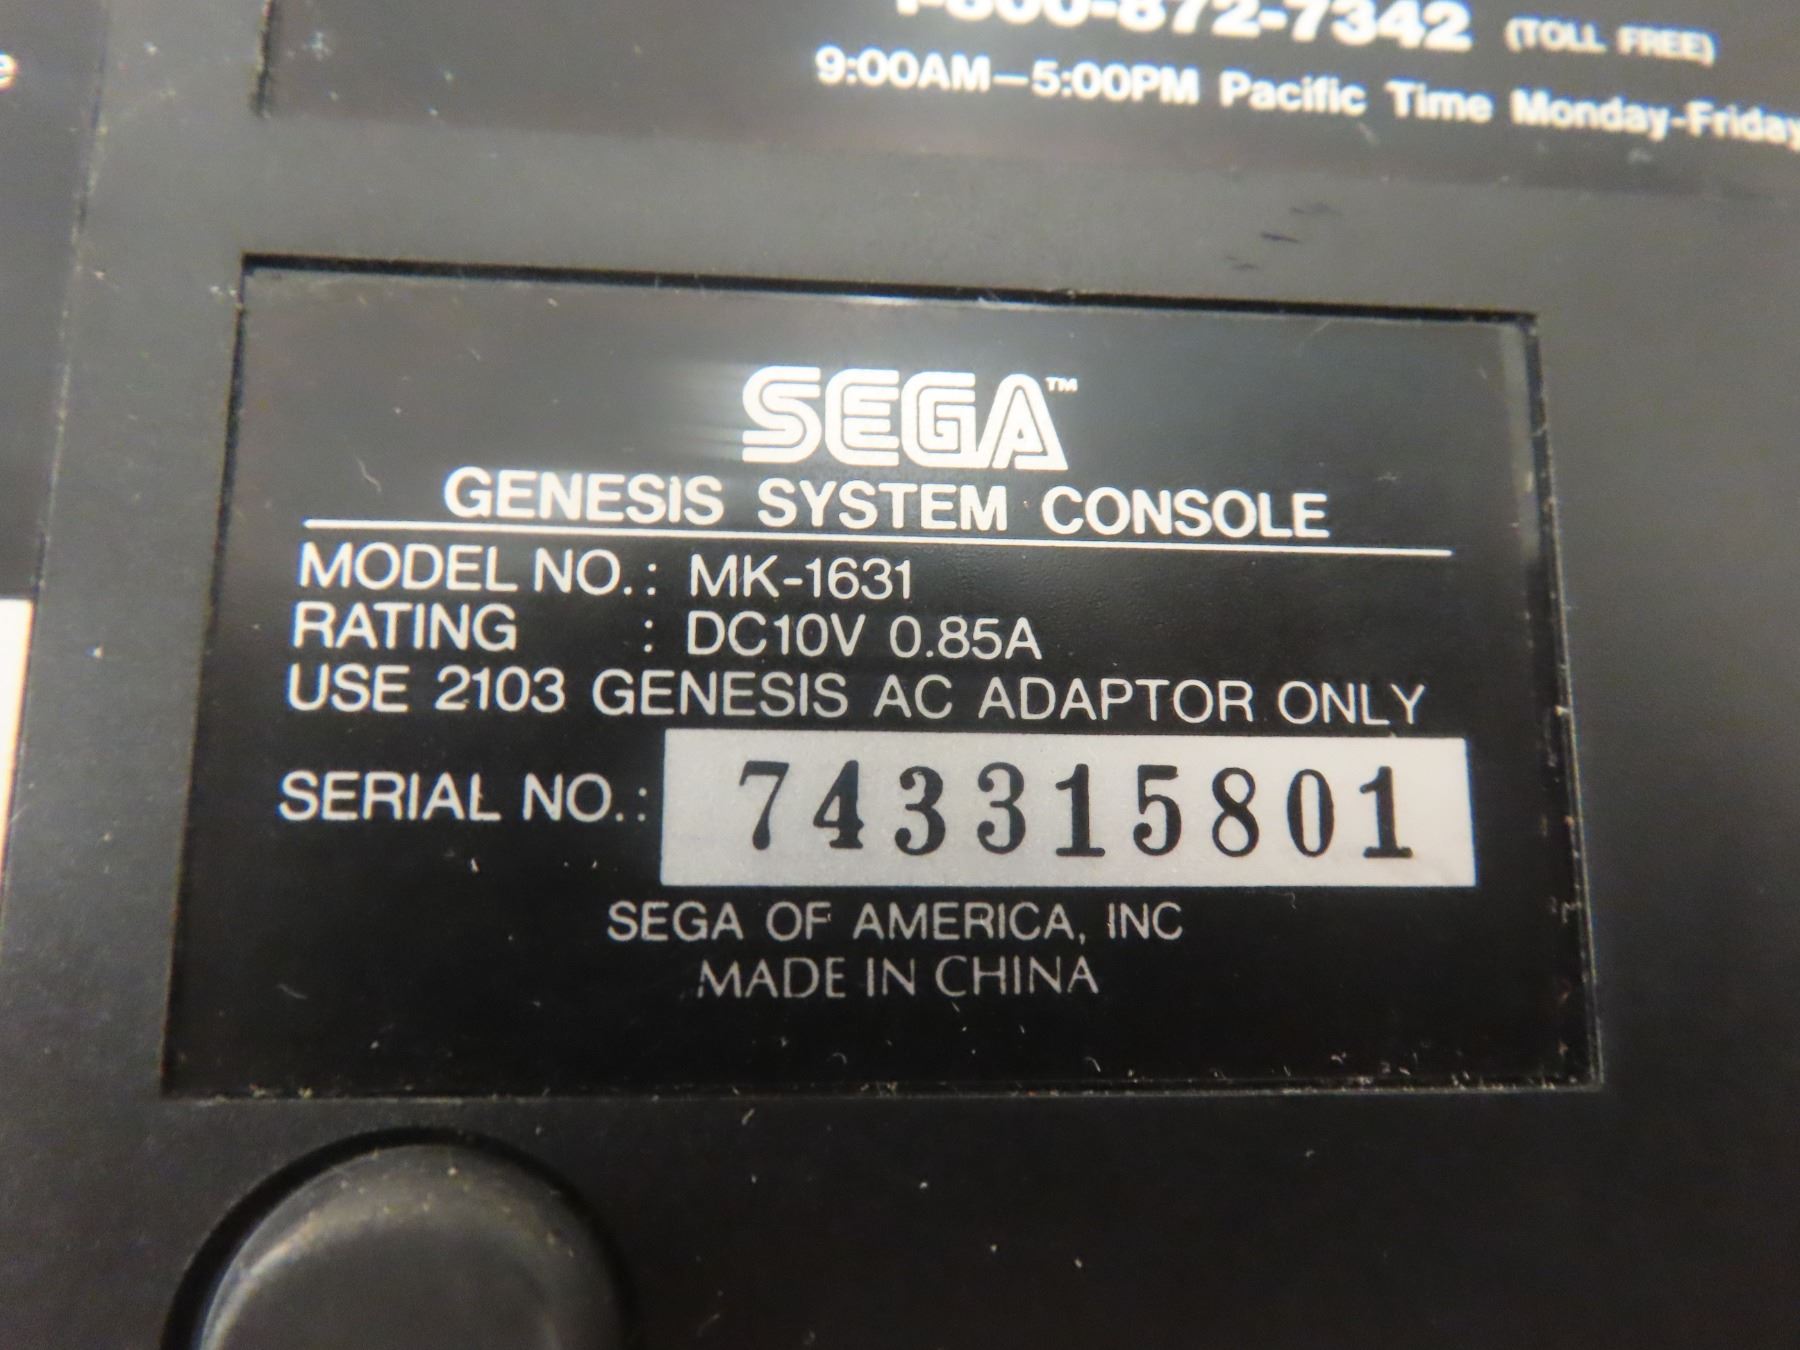 1-800-872-7342 (TOLL FREE)
9:00AM—5:00PM Pacific Time Monday-Friday
SEGA™
GENESIS SYSTEM CONSOLE
MODEL NO.: MK-1631
RATING : DC10V 0.85A
USE 2103 GENESIS AC ADAPTOR ONLY
SERIAL NO.: 743315801
SEGA OF AMERICA, INC
MADE IN CHINA